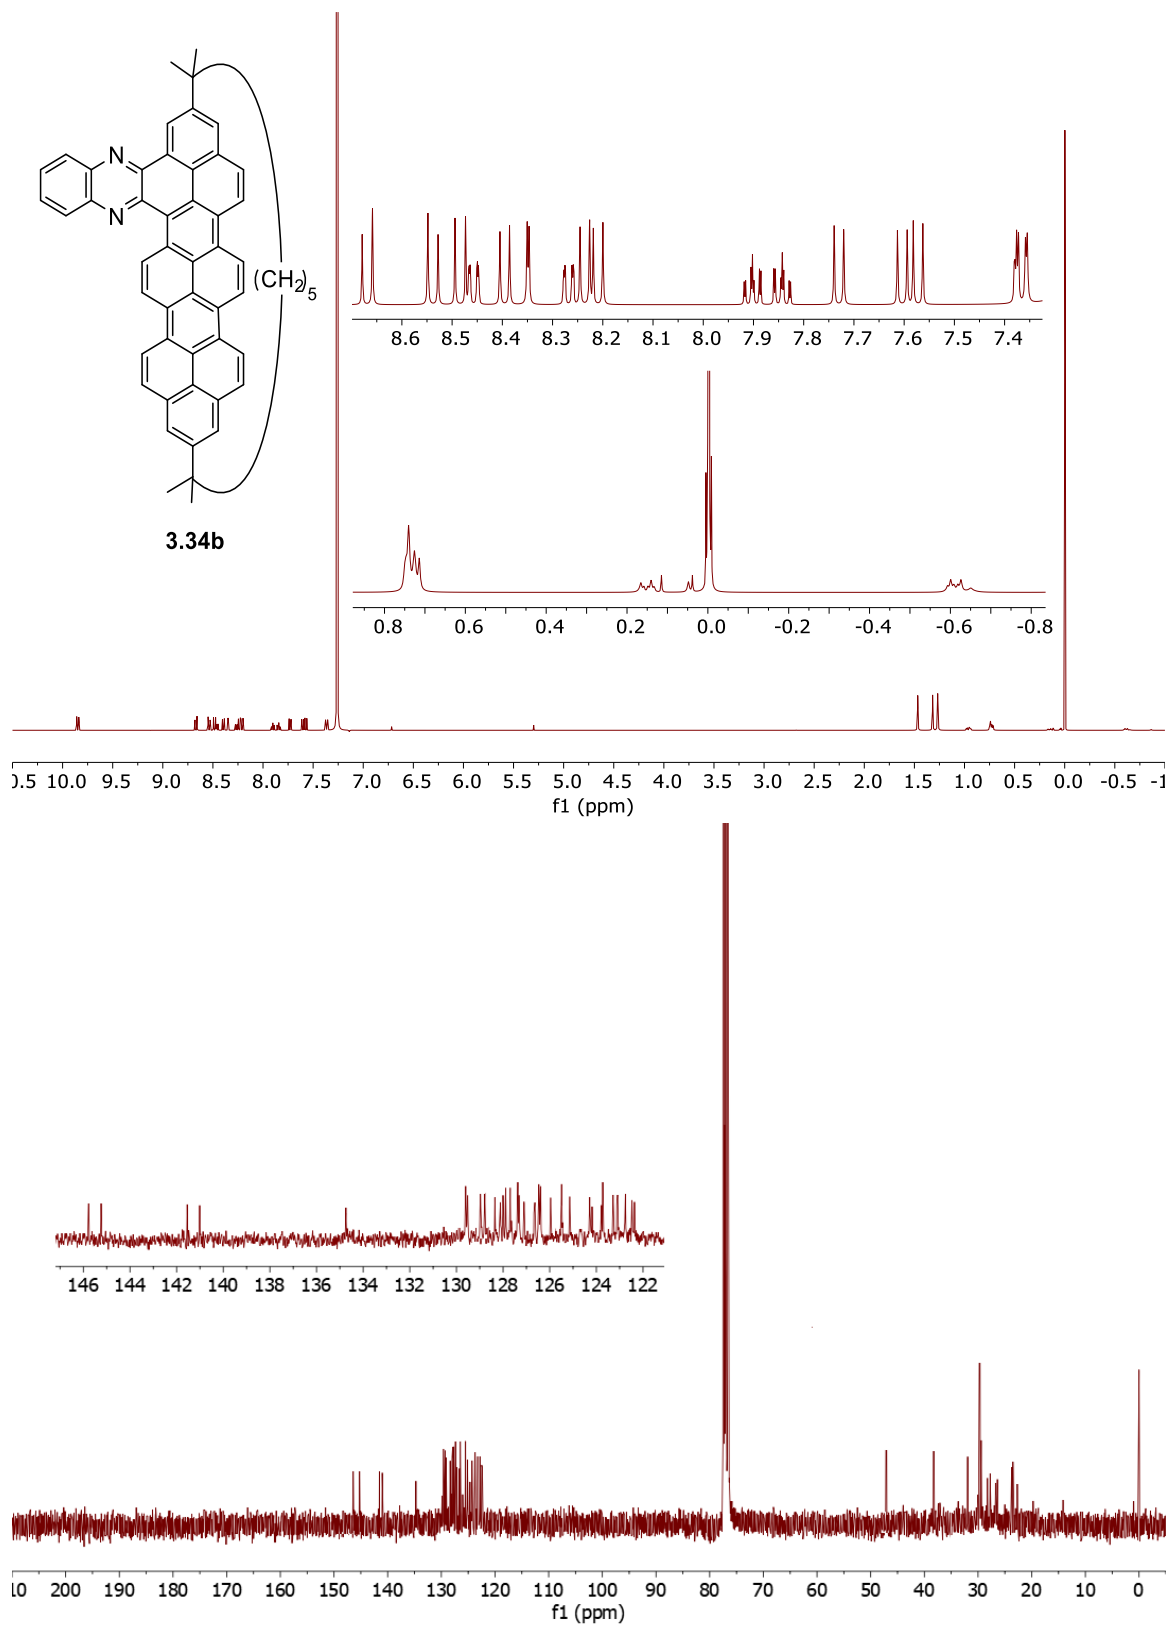 N
N
(CH2)5
3.34b
8.6 8.5 8.4 8.3 8.2 8.1 8.0 7.9 7.8 7.7 7.6 7.5 7.4
0.8 0.6 0.4 0.2 0.0 -0.2 -0.4 -0.6 -0.8
0.5 10.0 9.5 9.0 8.5 8.0 7.5 7.0 6.5 6.0 5.5 5.0 4.5 4.0 3.5 3.0 2.5 2.0 1.5 1.0 0.5 0.0 -0.5 -1
f1 (ppm)
146 144 142 140 138 136 134 132 130 128 126 124 122
10 200 190 180 170 160 150 140 130 120 110 100 90 80 70 60 50 40 30 20 10 0
f1 (ppm)